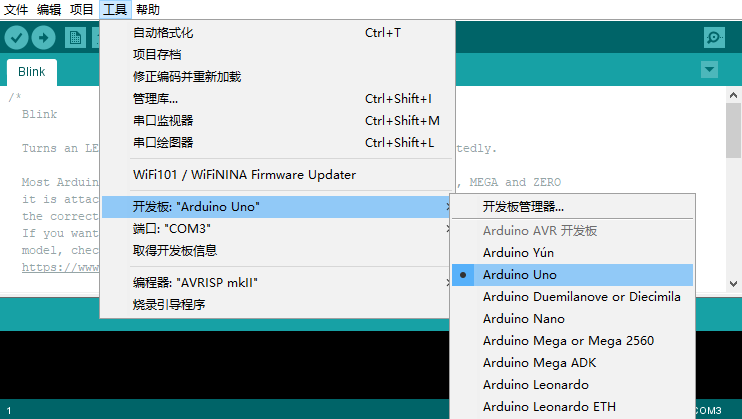 文件 编辑 项目 工具 帮助
自动格式化 Ctrl+T
项目存档
修正编码并重新加载
管理库... Ctrl+Shift+I
串口监视器 Ctrl+Shift+M
串口绘图器 Ctrl+Shift+L
WiFi101 / WiFiNINA Firmware Updater
开发板: "Arduino Uno"
端口: "COM3"
取得开发板信息
编程器: "AVRISP mkII"
烧录引导程序
开发板管理器...
Arduino AVR 开发板
Arduino Yún
Arduino Uno
Arduino Duemilanove or Diecimila
Arduino Nano
Arduino Mega or Mega 2560
Arduino Mega ADK
Arduino Leonardo
Arduino Leonardo ETH
Blink
/*
Blink
Turns an LE tedly.
Most Arduin , MEGA and ZERO
it is attac
the correct
If you want
model, chec
https://www
1 COM3